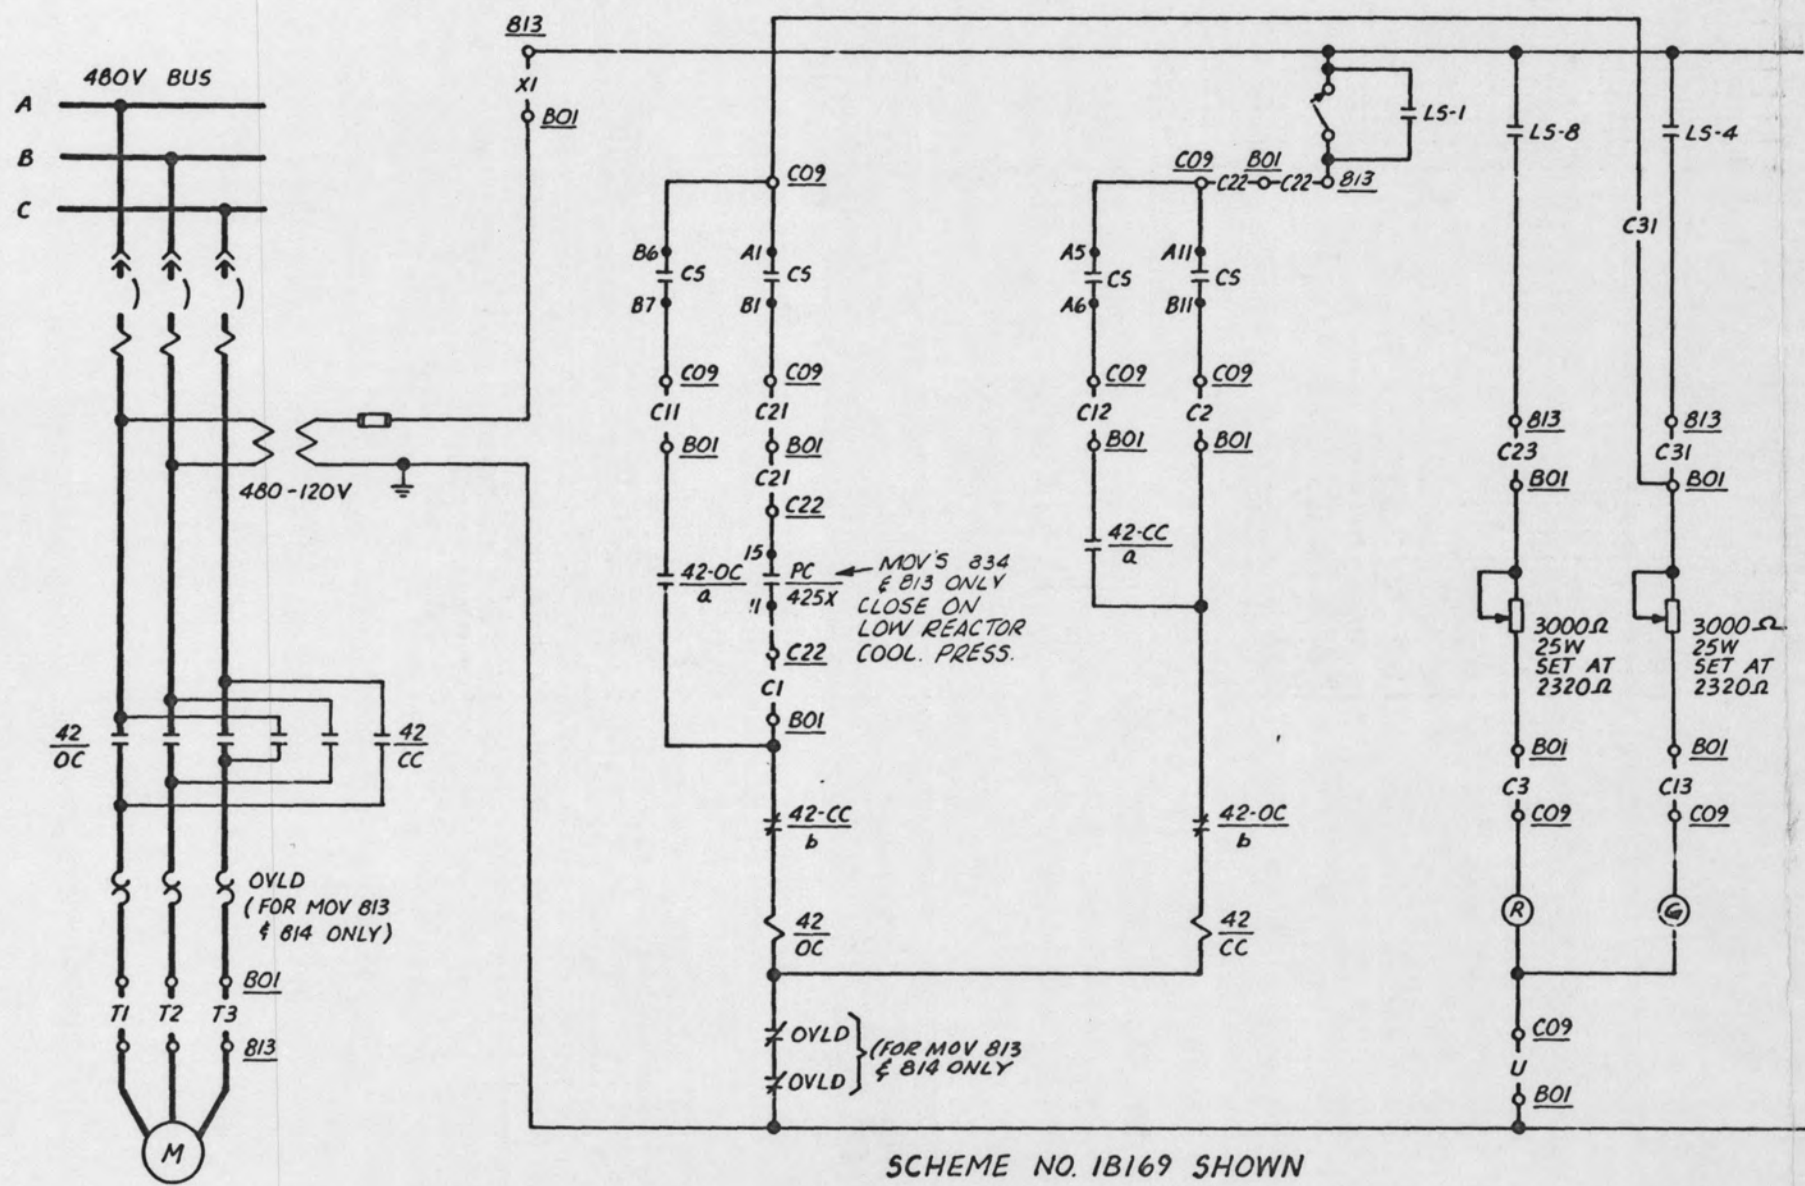 813
480V BUS
X1
A
B01
LS-1
LS-8
LS-4
B
C09
C09
B01
C22
C22
813
C
C31
B6
A1
A5
A11
CS
CS
CS
CS
B7
B1
A6
B11
C09
C09
C09
C09
C11
C21
C12
C2
813
813
B01
B01
B01
B01
C23
C31
480-120V
C21
B01
B01
C22
42-CC
a
15
42-OC
a
PC
425X
11
MOV'S 834
& 813 ONLY
CLOSE ON
LOW REACTOR
COOL. PRESS.
3000Ω
25W
SET AT
2320Ω
3000Ω
25W
SET AT
2320Ω
C22
C1
B01
42
OC
42
CC
B01
B01
C3
C13
42-CC
b
42-OC
b
C09
C09
OVLD
(FOR MOV 813
& 814 ONLY)
42
OC
42
CC
R
G
B01
T1
T2
T3
813
OVLD
OVLD
(FOR MOV 813
& 814 ONLY
C09
U
B01
M
SCHEME NO. 1B169 SHOWN